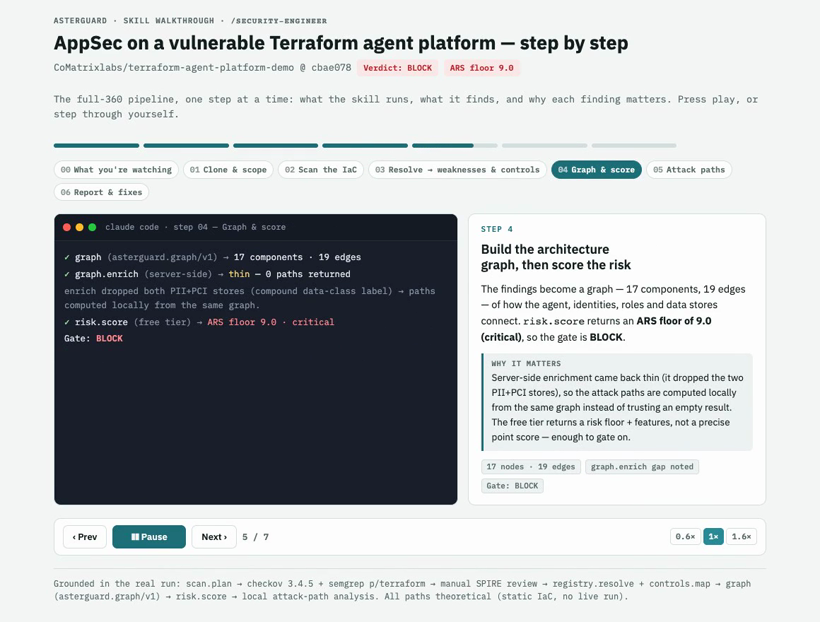 ASTERGUARD · SKILL WALKTHROUGH · /SECURITY-ENGINEER
AppSec on a vulnerable Terraform agent platform — step by step
CoMatrixlabs/terraform-agent-platform-demo @ cbae078 Verdict: BLOCK ARS floor 9.0
The full-360 pipeline, one step at a time: what the skill runs, what it finds, and why each finding matters. Press play, or
step through yourself.
00 What you're watching 01 Clone & scope 02 Scan the IaC 03 Resolve → weaknesses & controls 04 Graph & score 05 Attack paths
06 Report & fixes
claude code · step 04 — Graph & score
✓ graph (asterguard.graph/v1) → 17 components · 19 edges
✓ graph.enrich (server-side) → thin — 0 paths returned
enrich dropped both PII+PCI stores (compound data-class label) → paths
computed locally from the same graph.
✓ risk.score (free tier) → ARS floor 9.0 · critical
Gate: BLOCK
STEP 4
Build the architecture
graph, then score the risk
The findings become a graph — 17 components, 19 edges
— of how the agent, identities, roles and data stores
connect. risk.score returns an ARS floor of 9.0
(critical), so the gate is BLOCK.
WHY IT MATTERS
Server-side enrichment came back thin (it dropped the two
PII+PCI stores), so the attack paths are computed locally
from the same graph instead of trusting an empty result.
The free tier returns a risk floor + features, not a precise
point score — enough to gate on.
17 nodes · 19 edges graph.enrich gap noted
Gate: BLOCK
‹ Prev Pause Next › 5 / 7 0.6× 1× 1.6×
Grounded in the real run: scan.plan → checkov 3.4.5 + semgrep p/terraform → manual SPIRE review → registry.resolve + controls.map → graph
(asterguard.graph/v1) → risk.score → local attack-path analysis. All paths theoretical (static IaC, no live run).